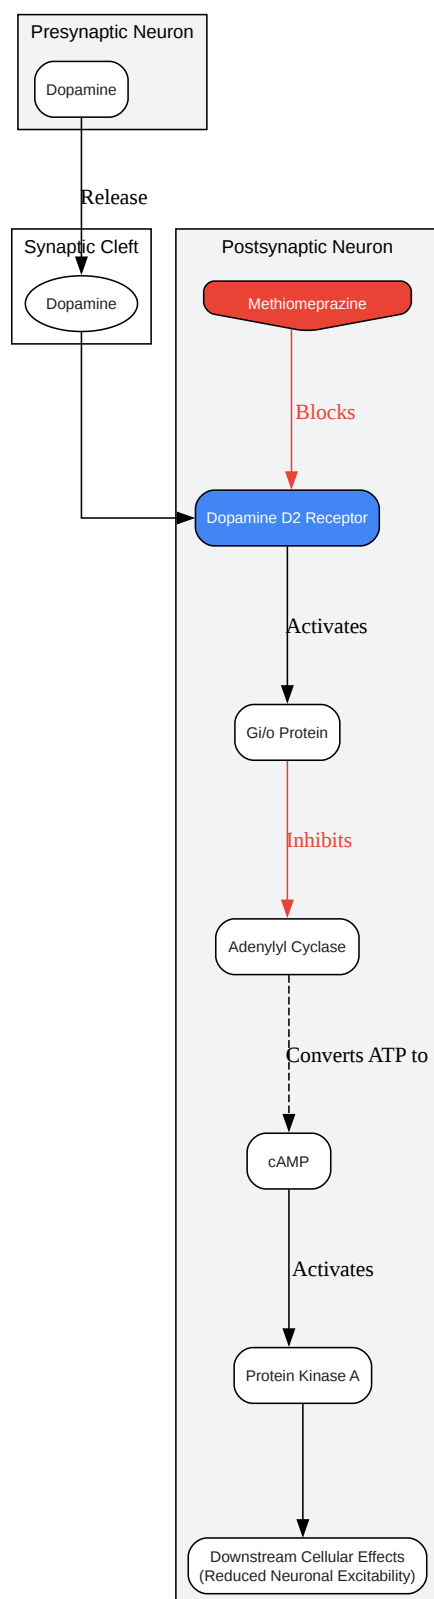 Presynaptic Neuron
Dopamine
Release
Synaptic Cleft
Dopamine
Postsynaptic Neuron
Methiomeprazine
Blocks
Dopamine D2 Receptor
Activates
Gi/o Protein
Inhibits
Adenylyl Cyclase
Converts ATP to
cAMP
Activates
Protein Kinase A
Downstream Cellular Effects
(Reduced Neuronal Excitability)